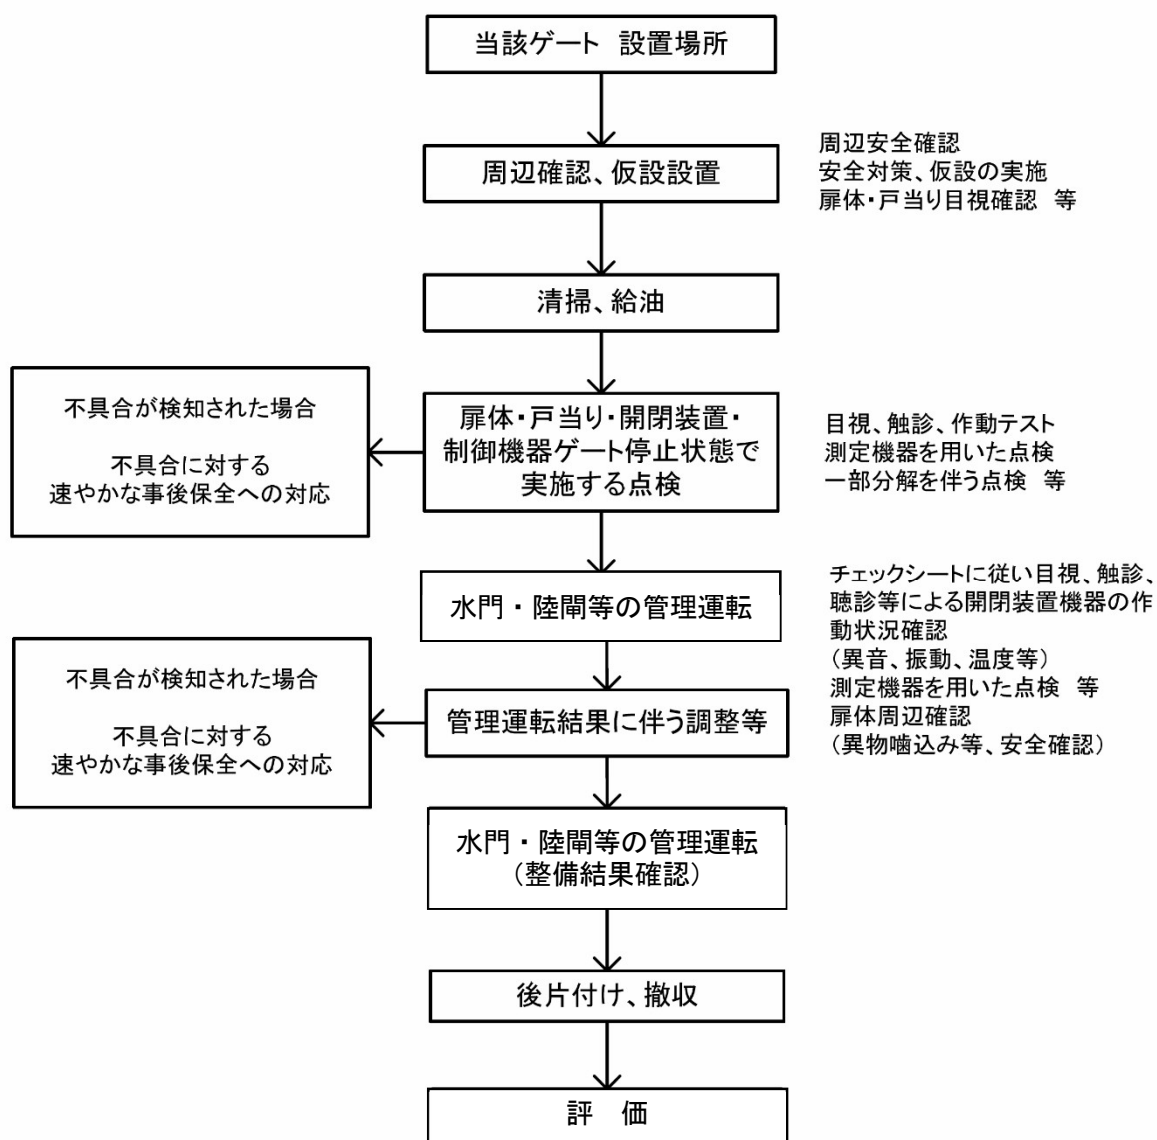 当該ゲート 設置場所
周辺確認、仮設設置
周辺安全確認
安全対策、仮設の実施
扉体・戸当り目視確認 等
清掃、給油
不具合が検知された場合
不具合に対する
速やかな事後保全への対応
扉体・戸当り・開閉装置・
制御機器ゲート停止状態で
実施する点検
目視、触診、作動テスト
測定機器を用いた点検
一部分解を伴う点検 等
水門・陸閘等の管理運転
チェックシートに従い目視、触診、
聴診等による開閉装置機器の作
動状況確認
(異音、振動、温度等)
測定機器を用いた点検 等
扉体周辺確認
(異物噛込み等、安全確認)
不具合が検知された場合
不具合に対する
速やかな事後保全への対応
管理運転結果に伴う調整等
水門・陸閘等の管理運転
(整備結果確認)
後片付け、撤収
評 価